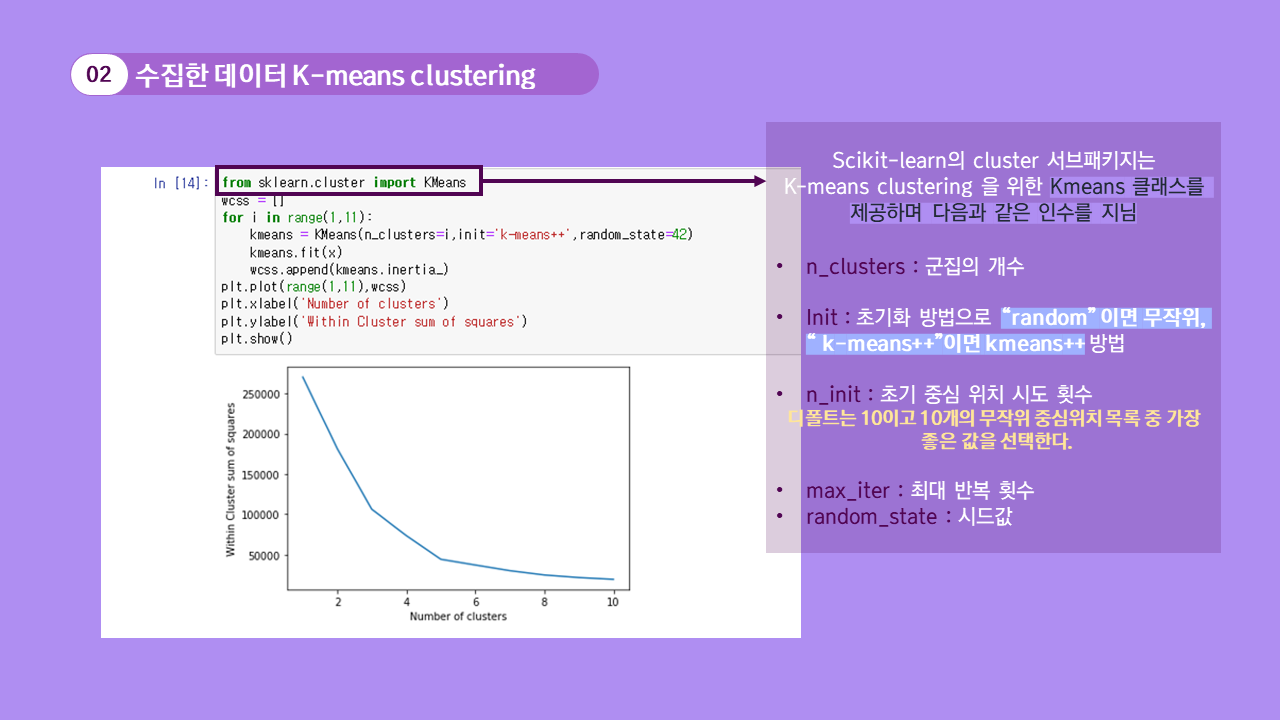 02 수집한 데이터 K-means clustering
In [14]: from sklearn.cluster import KMeans
wcss = []
for i in range(1,11):
    kmeans = KMeans(n_clusters=i,init='k-means++',random_state=42)
    kmeans.fit(x)
    wcss.append(kmeans.inertia_)
plt.plot(range(1,11),wcss)
plt.xlabel('Number of clusters')
plt.ylabel('Within Cluster sum of squares')
plt.show()
250000
200000
150000
100000
50000
Within Cluster sum of squares
2 4 6 8 10
Number of clusters
Scikit-learn의 cluster 서브패키지는
K-means clustering 을 위한 Kmeans 클래스를
제공하며 다음과 같은 인수를 지님
• n_clusters : 군집의 개수
• Init : 초기화 방법으로 “random” 이면 무작위,
“ k-means++”이면 kmeans++ 방법
• n_init : 초기 중심 위치 시도 횟수
디폴트는 10이고 10개의 무작위 중심위치 목록 중 가장
좋은 값을 선택한다.
• max_iter : 최대 반복 횟수
• random_state : 시드값